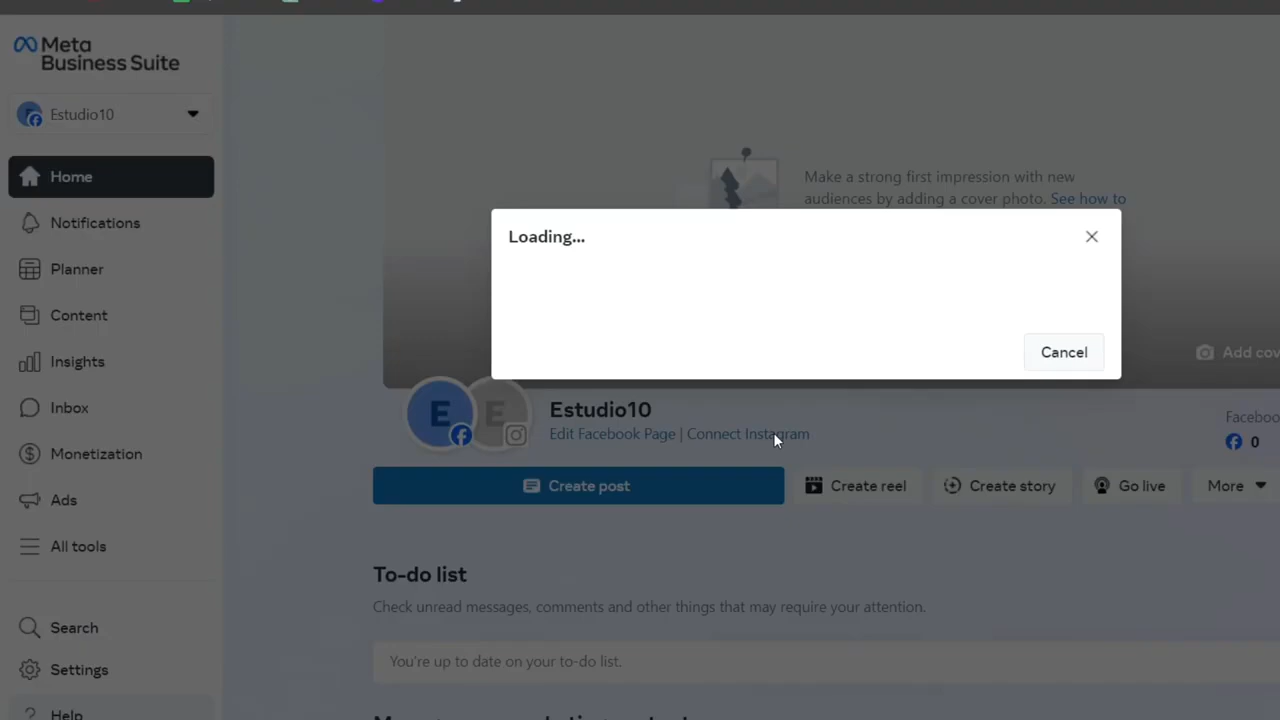 Meta
Business Suite
Estudio10
Home
Notifications
Planner
Content
Insights
Inbox
Monetization
Ads
All tools
Search
Settings
Help
Make a strong first impression with new
audiences by adding a cover photo. See how to
Loading...
Cancel
Add cov
E
E
Estudio10
Edit Facebook Page | Connect Instagram
Faceboo
0
Create post
Create reel
Create story
Go live
More
To-do list
Check unread messages, comments and other things that may require your attention.
You're up to date on your to-do list.